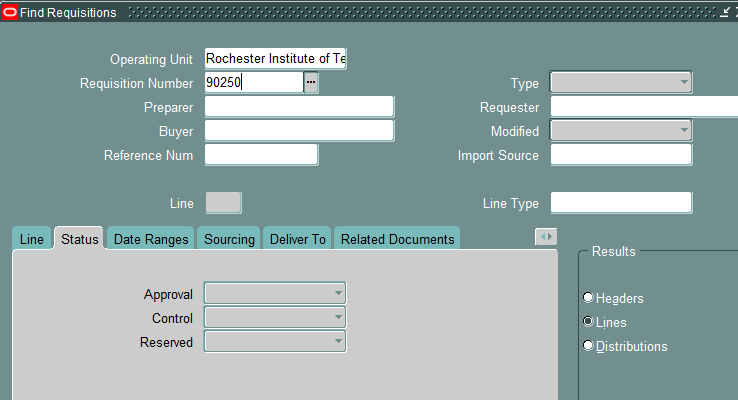 Find Requisitions
Operating Unit Rochester Institute of Te
Requisition Number 90250 ... Type
Preparer Requester
Buyer Modified
Reference Num Import Source
Line Line Type
Line Status Date Ranges Sourcing Deliver To Related Documents
Results
Approval
Headers
Control
Lines
Reserved
Distributions